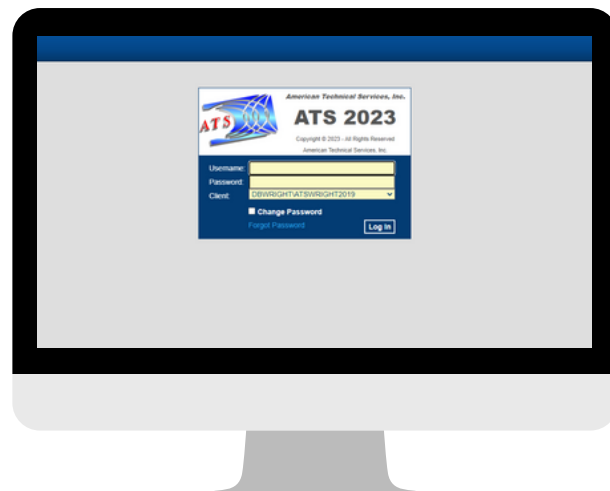 American Technical Services, Inc.
ATS
ATS 2023
Copyright © 2023 - All Rights Reserved
American Technical Services, Inc.
Username:
Password:
Client: DBWRIGHT\ATSWRIGHT2019
Change Password
Forgot Password
Log In